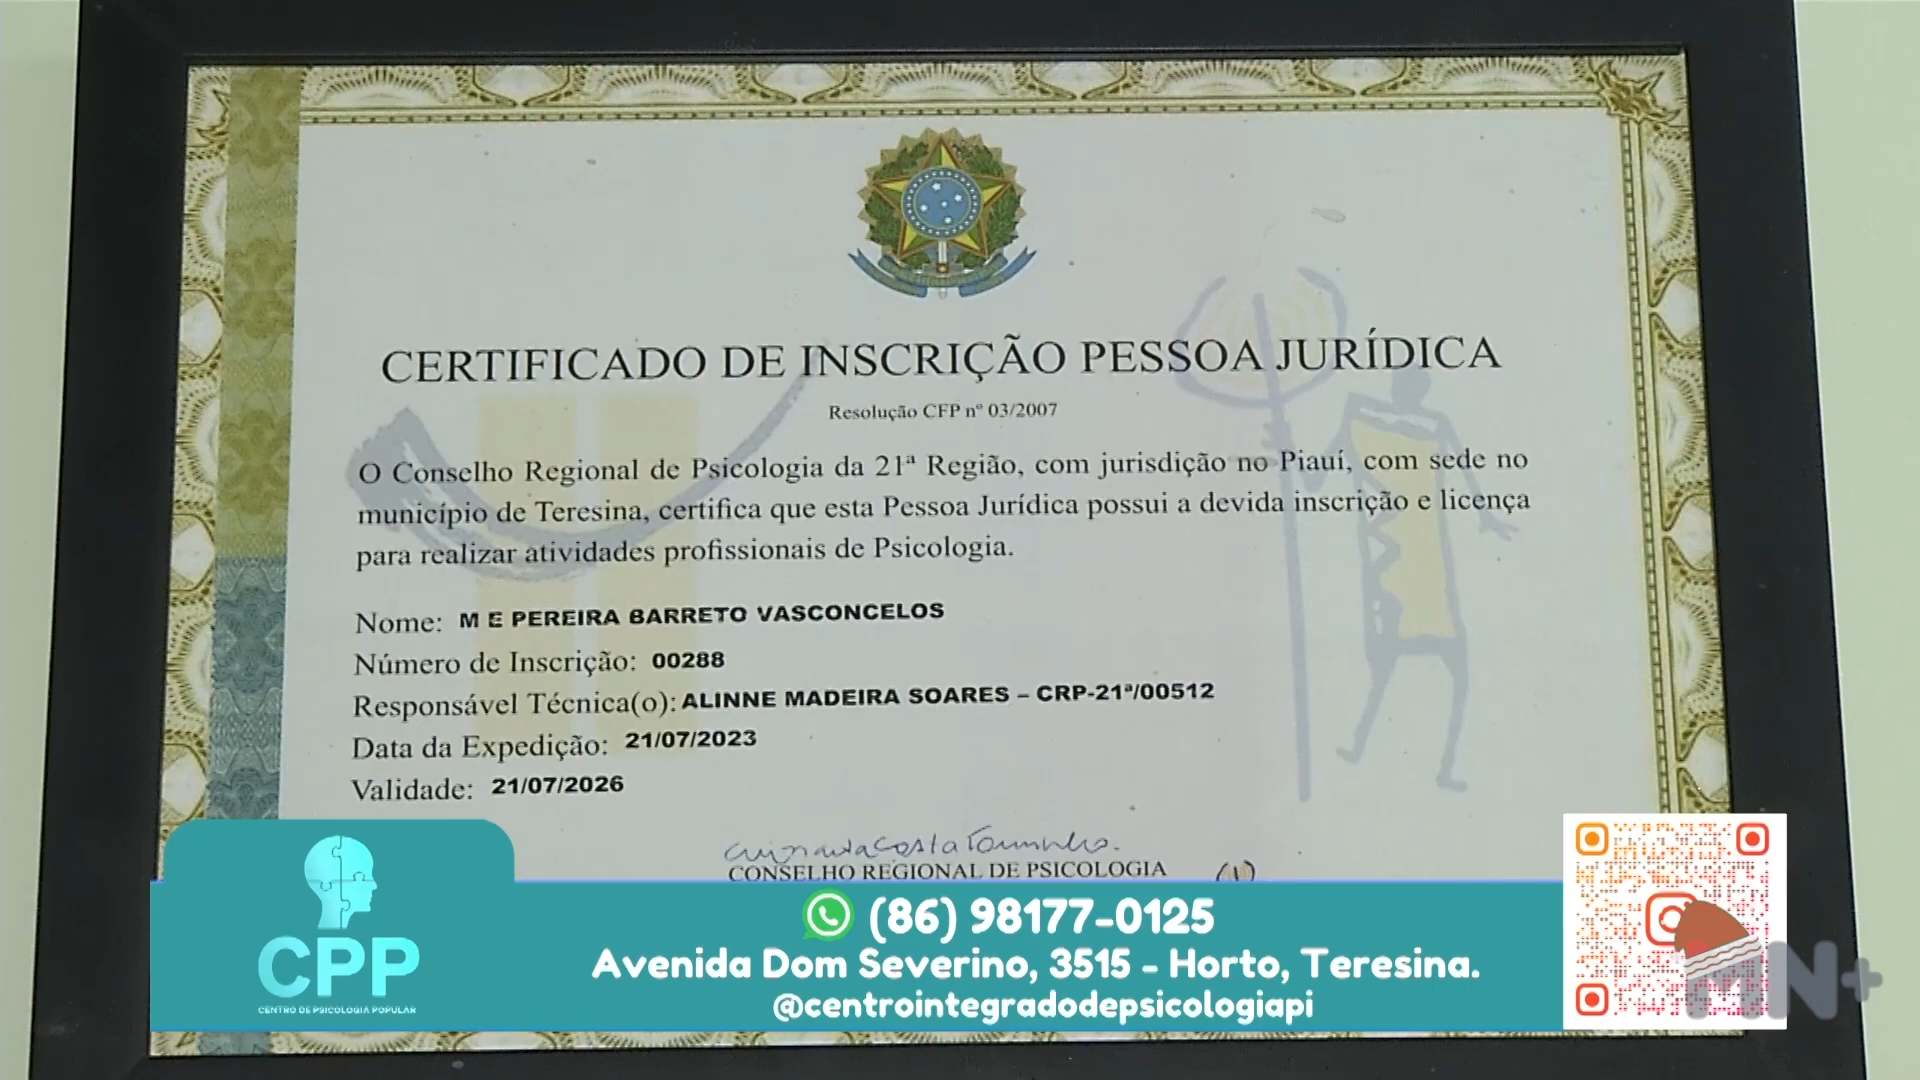 CERTIFICADO DE INSCRIÇÃO PESSOA JURÍDICA
Resolução CFP nº 03/2007
O Conselho Regional de Psicologia da 21ª Região, com jurisdição no Piauí, com sede no
município de Teresina, certifica que esta Pessoa Jurídica possui a devida inscrição e licença
para realizar atividades profissionais de Psicologia.
Nome: M E PEREIRA BARRETO VASCONCELOS
Número de Inscrição: 00288
Responsável Técnica(o): ALINNE MADEIRA SOARES – CRP-21ª/00512
Data da Expedição: 21/07/2023
Validade: 21/07/2026
CONSELHO REGIONAL DE PSICOLOGIA
CPP
CENTRO DE PSICOLOGIA POPULAR
(86) 98177-0125
Avenida Dom Severino, 3515 - Horto, Teresina.
@centrointegradodepsicologiapi
MN+